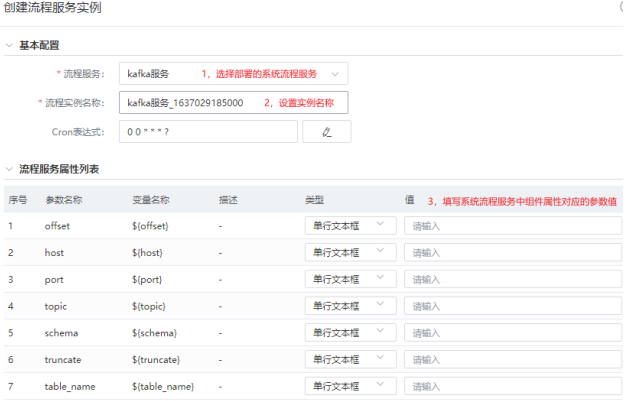 创建流程服务实例
基本配置
* 流程服务: kafka服务 1，选择部署的系统流程服务
* 流程实例名称: kafka服务_1637029185000 2，设置实例名称
Cron表达式: 0 0 * * * ?
流程服务属性列表
序号 参数名称 变量名称 描述 类型 值 3，填写系统流程服务中组件属性对应的参数值
1 offset ${offset} - 单行文本框 请输入
2 host ${host} - 单行文本框 请输入
3 port ${port} - 单行文本框 请输入
4 topic ${topic} - 单行文本框 请输入
5 schema ${schema} - 单行文本框 请输入
6 truncate ${truncate} - 单行文本框 请输入
7 table_name ${table_name} - 单行文本框 请输入